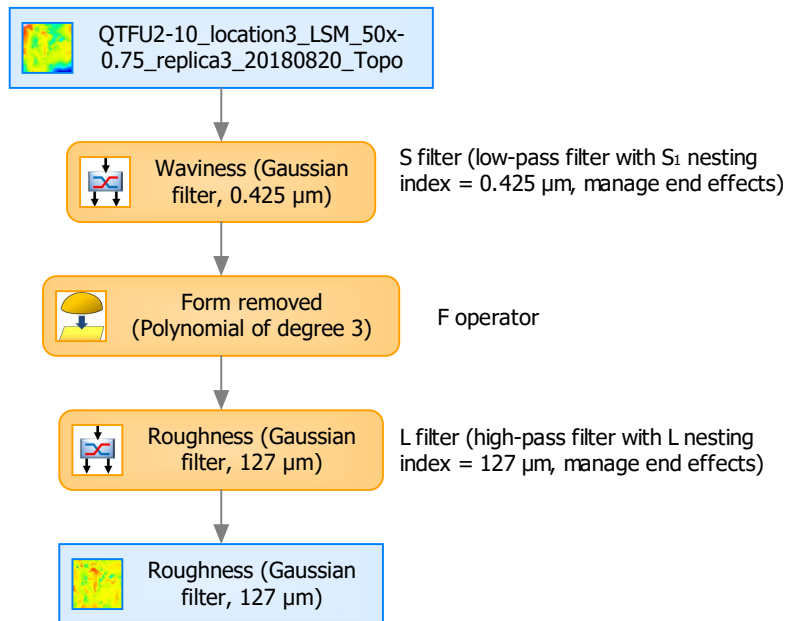 QTFU2-10_location3_LSM_50x-
0.75_replica3_20180820_Topo
Waviness (Gaussian
filter, 0.425 µm)
S filter (low-pass filter with S₁ nesting
index = 0.425 µm, manage end effects)
Form removed
(Polynomial of degree 3)
F operator
Roughness (Gaussian
filter, 127 µm)
L filter (high-pass filter with L nesting
index = 127 µm, manage end effects)
Roughness (Gaussian
filter, 127 µm)